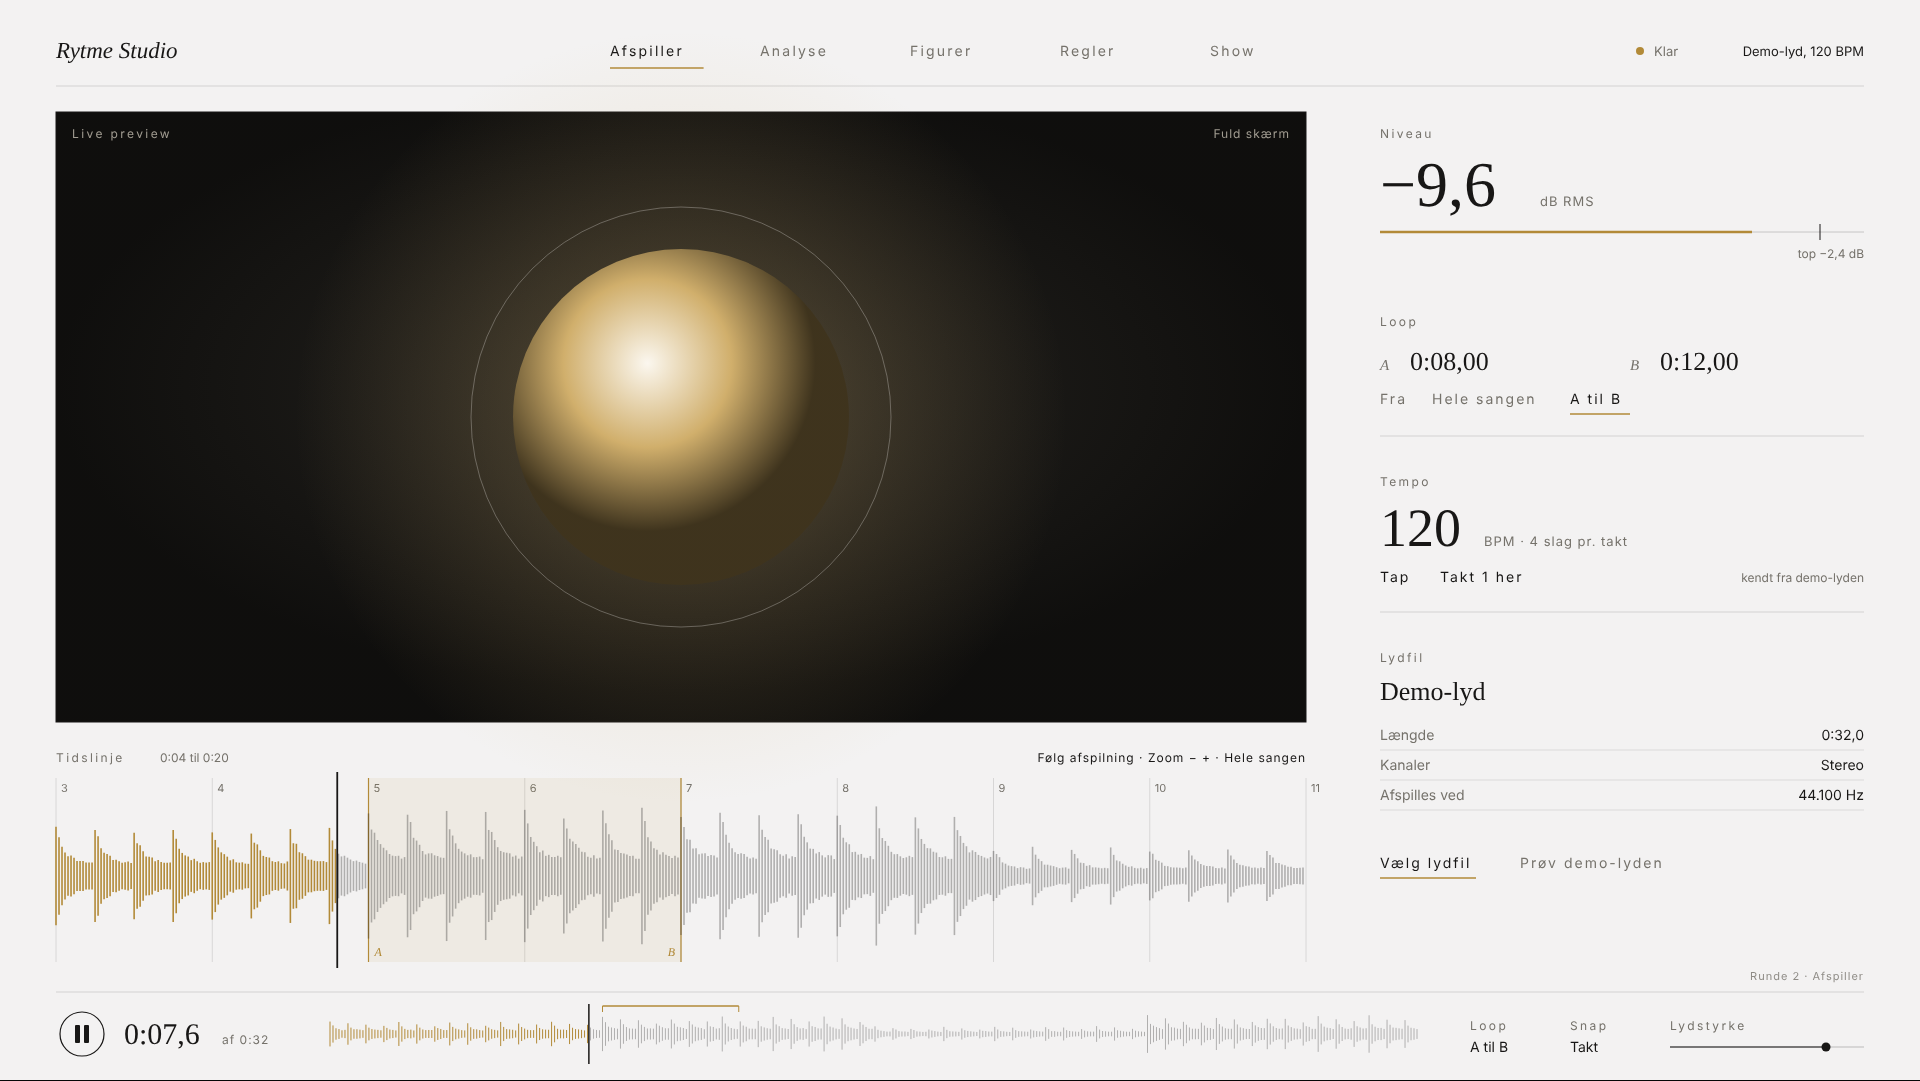 Rytme Studio
Afspiller
Analyse
Figurer
Regler
Show
Klar
Demo-lyd, 120 BPM
Live preview
Fuld skærm
Niveau
−9,6 dB RMS
top −2,4 dB
Loop
A 0:08,00 B 0:12,00
Fra Hele sangen A til B
Tempo
120 BPM · 4 slag pr. takt
Tap Takt 1 her kendt fra demo-lyden
Lydfil
Demo-lyd
Længde 0:32,0
Kanaler Stereo
Afspilles ved 44.100 Hz
Vælg lydfil Prøv demo-lyden
Tidslinje 0:04 til 0:20 Følg afspilning · Zoom − + · Hele sangen
3 4 5 6 7 8 9 10 11
A B
Runde 2 · Afspiller
0:07,6 af 0:32
Loop Snap Lydstyrke
A til B Takt